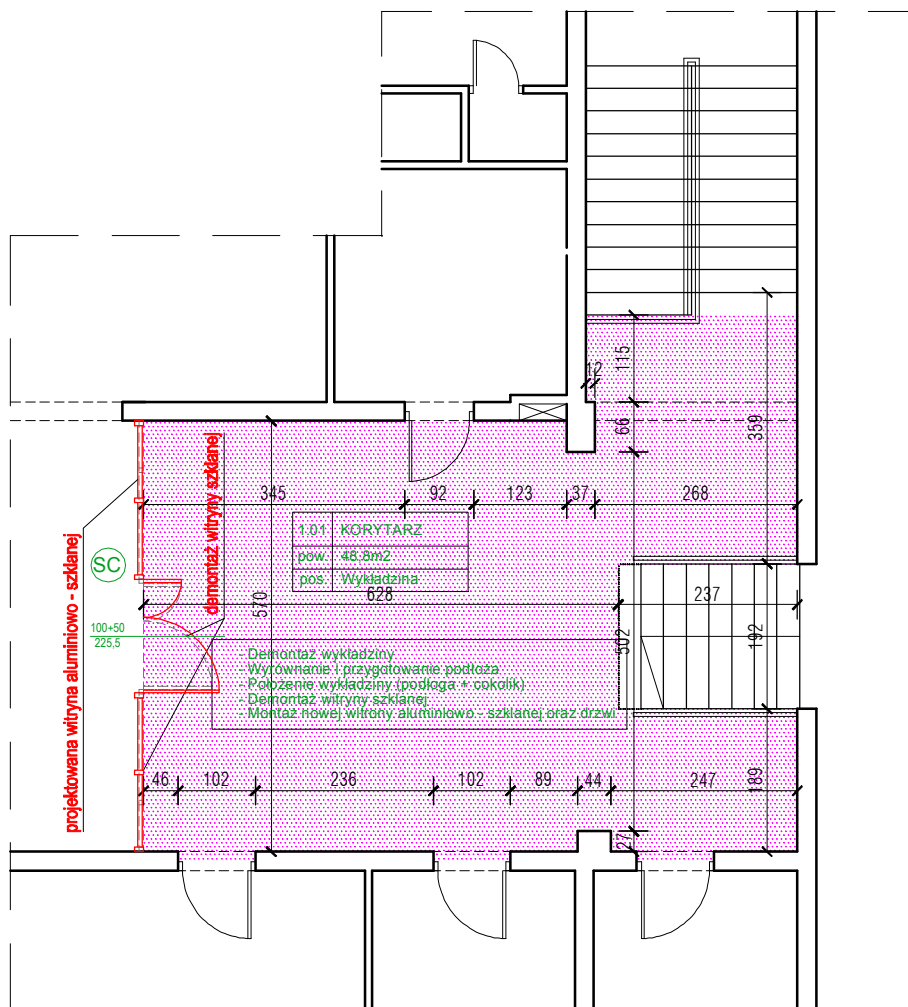 12
115
66
359
345
92
123
37
268
1.01 KORYTARZ
pow. 48.8m2
pos. Wykładzina
SC
100+50
225,5
projektowana witryna aluminiowo - szklanej
demontaż witryny szklanej
570
628
237
502
192
- Demontaż wykładziny
- Wyrównanie i przygotowanie podłoża
- Położenie wykładziny (podłoga + cokolik)
- Demontaż witryny szklanej
- Montaż nowej witrony aluminiowo - szklanej oraz drzwi
46
102
236
102
89
44
247
189
27